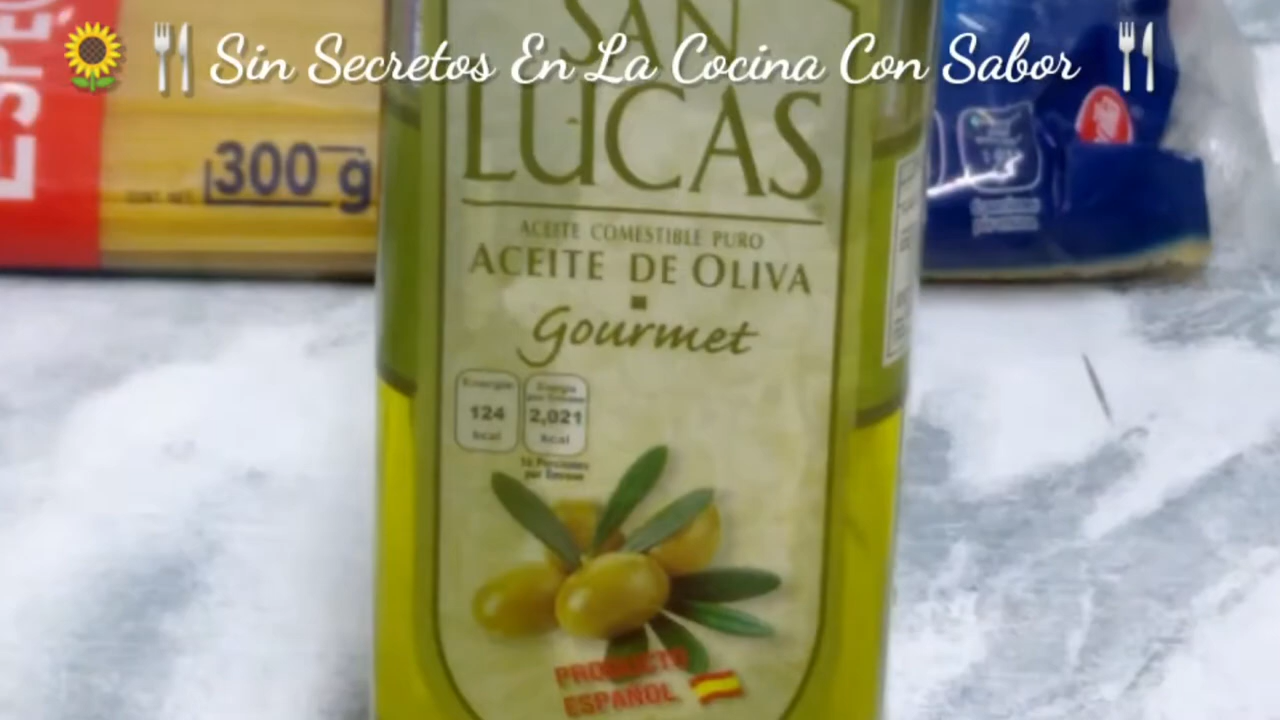 Sin Secretos En La Cocina Con Sabor
300 g
SAN
LUCAS
ACEITE COMESTIBLE PURO
ACEITE DE OLIVA
Gourmet
Energía
124
kcal
2,021
kcal
PRODUCTO
ESPAÑOL